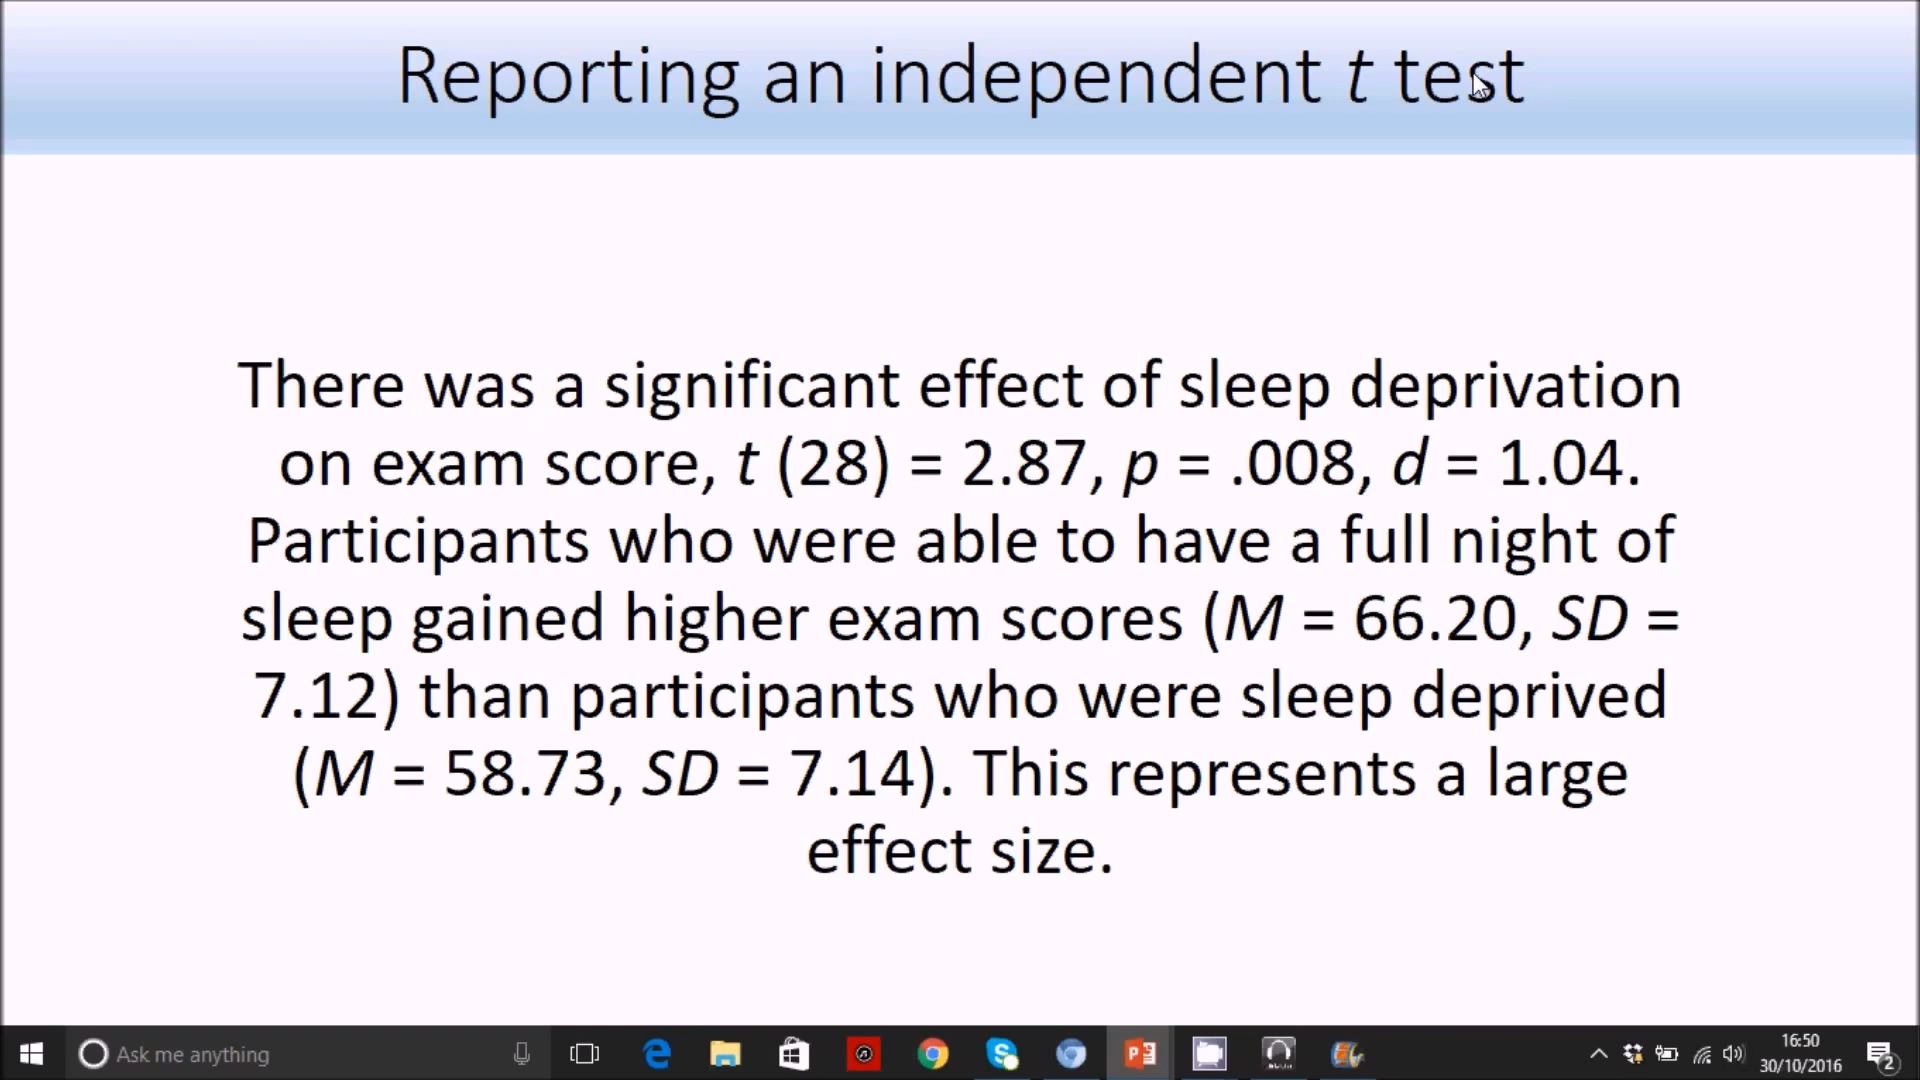 Reporting an independent t test
There was a significant effect of sleep deprivation
on exam score, t (28) = 2.87, p = .008, d = 1.04.
Participants who were able to have a full night of
sleep gained higher exam scores (M = 66.20, SD =
7.12) than participants who were sleep deprived
(M = 58.73, SD = 7.14). This represents a large
effect size.
Ask me anything
16:50
30/10/2016
2